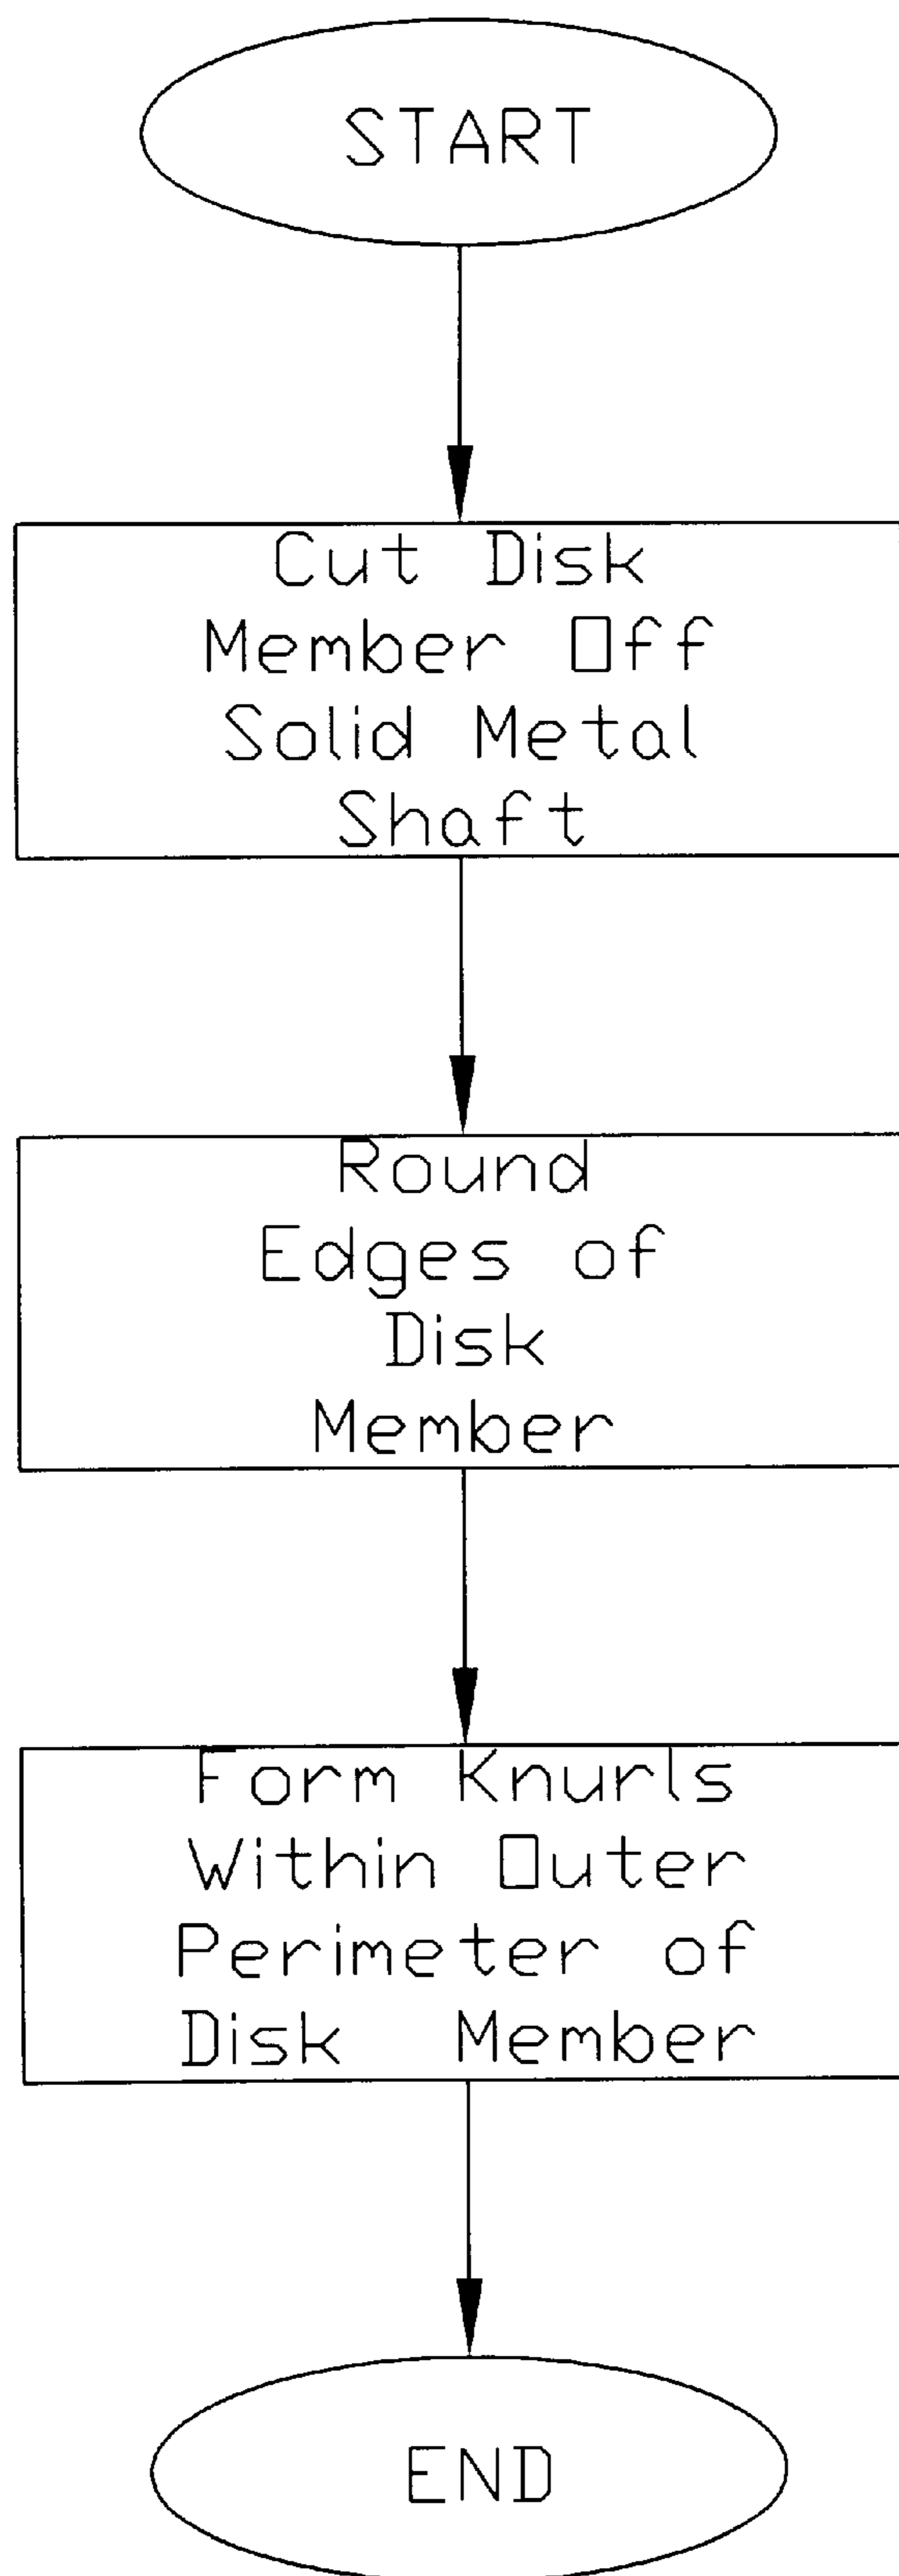 START
Cut Disk
Member Off
Solid Metal
Shaft
Round
Edges of
Disk
Member
Form Knurls
Within Outer
Perimeter of
Disk Member
END